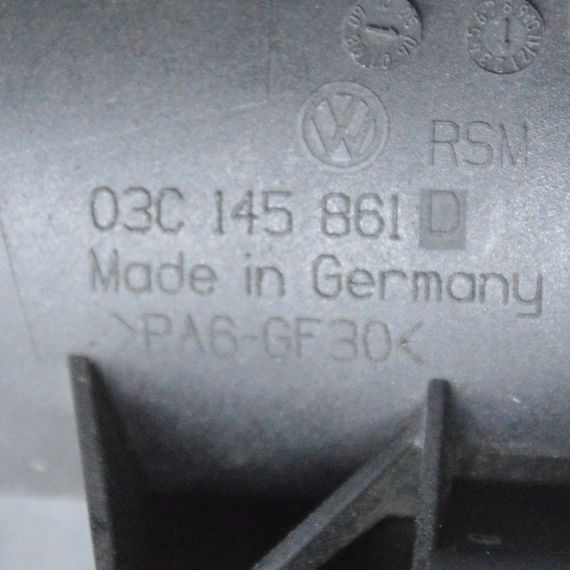 RSM
03C 145 861 D
Made in Germany
>PA6-GF30<